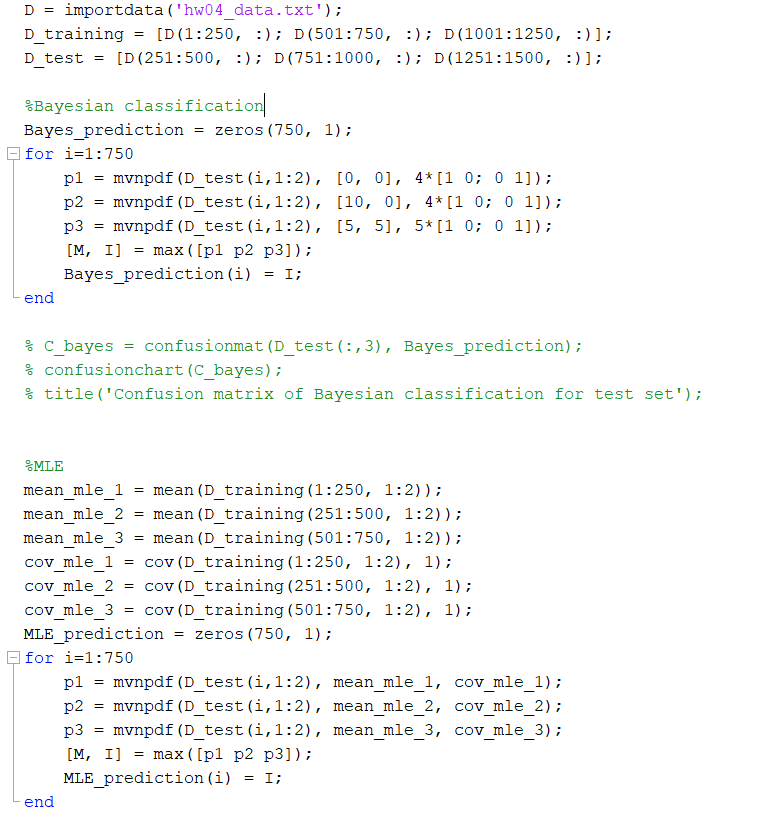 D = importdata('hw04_data.txt');
D_training = [D(1:250, :); D(501:750, :); D(1001:1250, :)];
D_test = [D(251:500, :); D(751:1000, :); D(1251:1500, :)];
%Bayesian classification
Bayes_prediction = zeros(750, 1);
for i=1:750
p1 = mvnpdf(D_test(i,1:2), [0, 0], 4*[1 0; 0 1]);
p2 = mvnpdf(D_test(i,1:2), [10, 0], 4*[1 0; 0 1]);
p3 = mvnpdf(D_test(i,1:2), [5, 5], 5*[1 0; 0 1]);
[M, I] = max([p1 p2 p3]);
Bayes_prediction(i) = I;
end
% C_bayes = confusionmat(D_test(:,3), Bayes_prediction);
% confusionchart(C_bayes);
% title('Confusion matrix of Bayesian classification for test set');
%MLE
mean_mle_1 = mean(D_training(1:250, 1:2));
mean_mle_2 = mean(D_training(251:500, 1:2));
mean_mle_3 = mean(D_training(501:750, 1:2));
cov_mle_1 = cov(D_training(1:250, 1:2), 1);
cov_mle_2 = cov(D_training(251:500, 1:2), 1);
cov_mle_3 = cov(D_training(501:750, 1:2), 1);
MLE_prediction = zeros(750, 1);
for i=1:750
p1 = mvnpdf(D_test(i,1:2), mean_mle_1, cov_mle_1);
p2 = mvnpdf(D_test(i,1:2), mean_mle_2, cov_mle_2);
p3 = mvnpdf(D_test(i,1:2), mean_mle_3, cov_mle_3);
[M, I] = max([p1 p2 p3]);
MLE_prediction(i) = I;
end